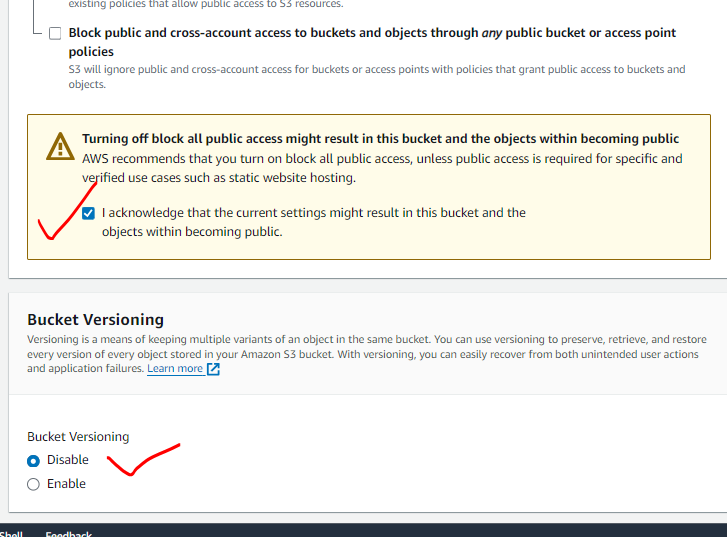 existing policies that allow public access to S3 resources.
Block public and cross-account access to buckets and objects through any public bucket or access point
policies
S3 will ignore public and cross-account access for buckets or access points with policies that grant public access to buckets and
objects.
Turning off block all public access might result in this bucket and the objects within becoming public
AWS recommends that you turn on block all public access, unless public access is required for specific and
verified use cases such as static website hosting.
I acknowledge that the current settings might result in this bucket and the
objects within becoming public.
Bucket Versioning
Versioning is a means of keeping multiple variants of an object in the same bucket. You can use versioning to preserve, retrieve, and restore
every version of every object stored in your Amazon S3 bucket. With versioning, you can easily recover from both unintended user actions
and application failures. Learn more
Bucket Versioning
Disable
Enable
Shell Feedback